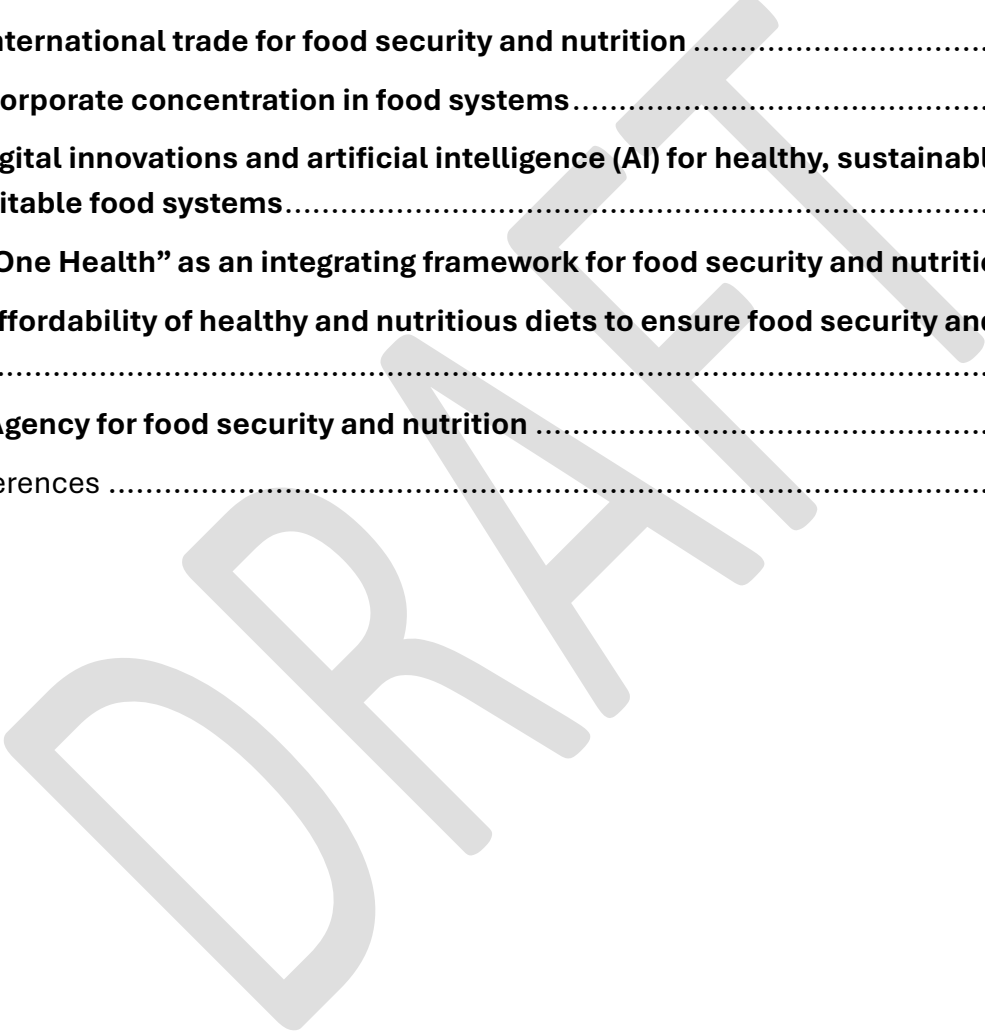 nternational trade for food security and nutrition ..............................
orporate concentration in food systems..........................................
gital innovations and artificial intelligence (AI) for healthy, sustainabl
itable food systems......................................................................
One Health” as an integrating framework for food security and nutriti
ffordability of healthy and nutritious diets to ensure food security and
...............................................................................................................
Agency for food security and nutrition ..............................................
erences ........................................................................................
DRAFT